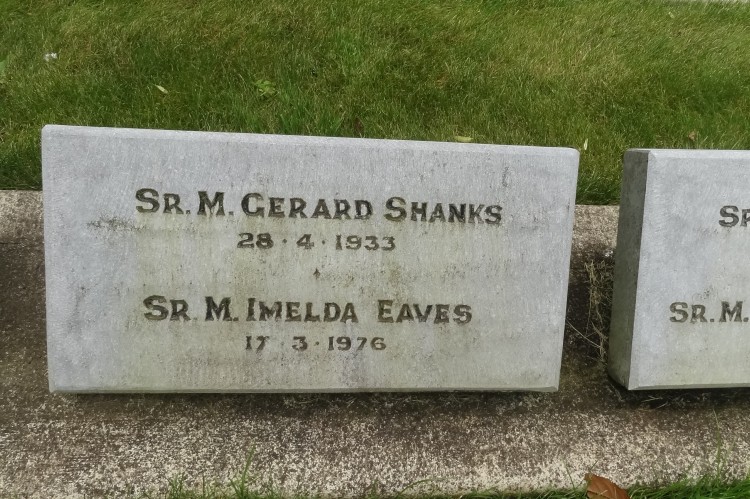 Sr. M. Gerard Shanks
28 · 4 · 1933
Sr. M. Imelda Eaves
17 · 3 · 1976
Sr. M.